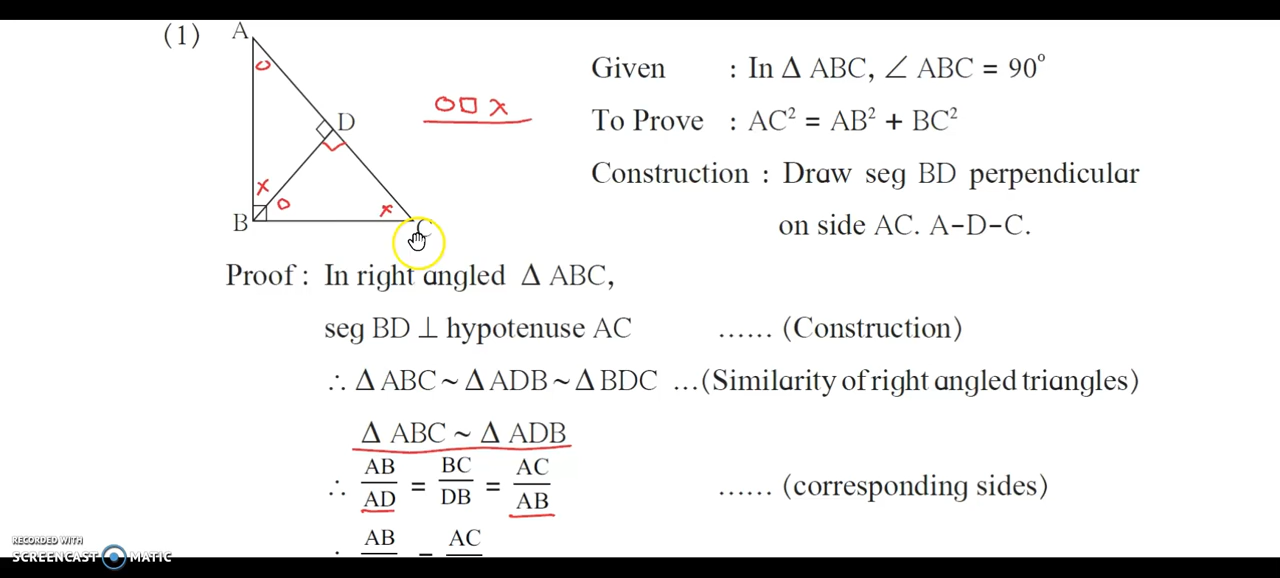 (1)
A
D
B
C
○□×
Given : In Δ ABC, ∠ ABC = 90°
To Prove : AC² = AB² + BC²
Construction : Draw seg BD perpendicular
on side AC. A-D-C.
Proof : In right angled Δ ABC,
seg BD ⊥ hypotenuse AC ...... (Construction)
∴ Δ ABC ~ Δ ADB ~ Δ BDC ...(Similarity of right angled triangles)
Δ ABC ~ Δ ADB
∴ AB/AD = BC/DB = AC/AB ...... (corresponding sides)
AB AC
RECORDED WITH
SCREENCAST MATIC